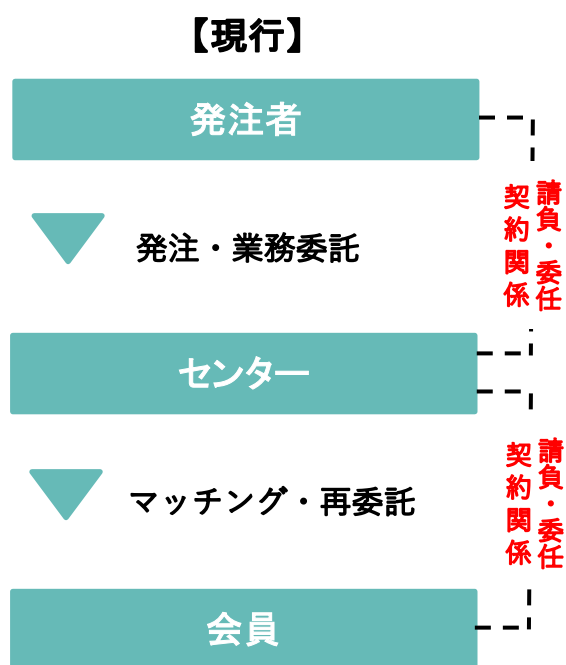 【現行】
発注者
請負・委任
契約関係
発注・業務委託
センター
マッチング・再委託
請負・委任
契約関係
会員